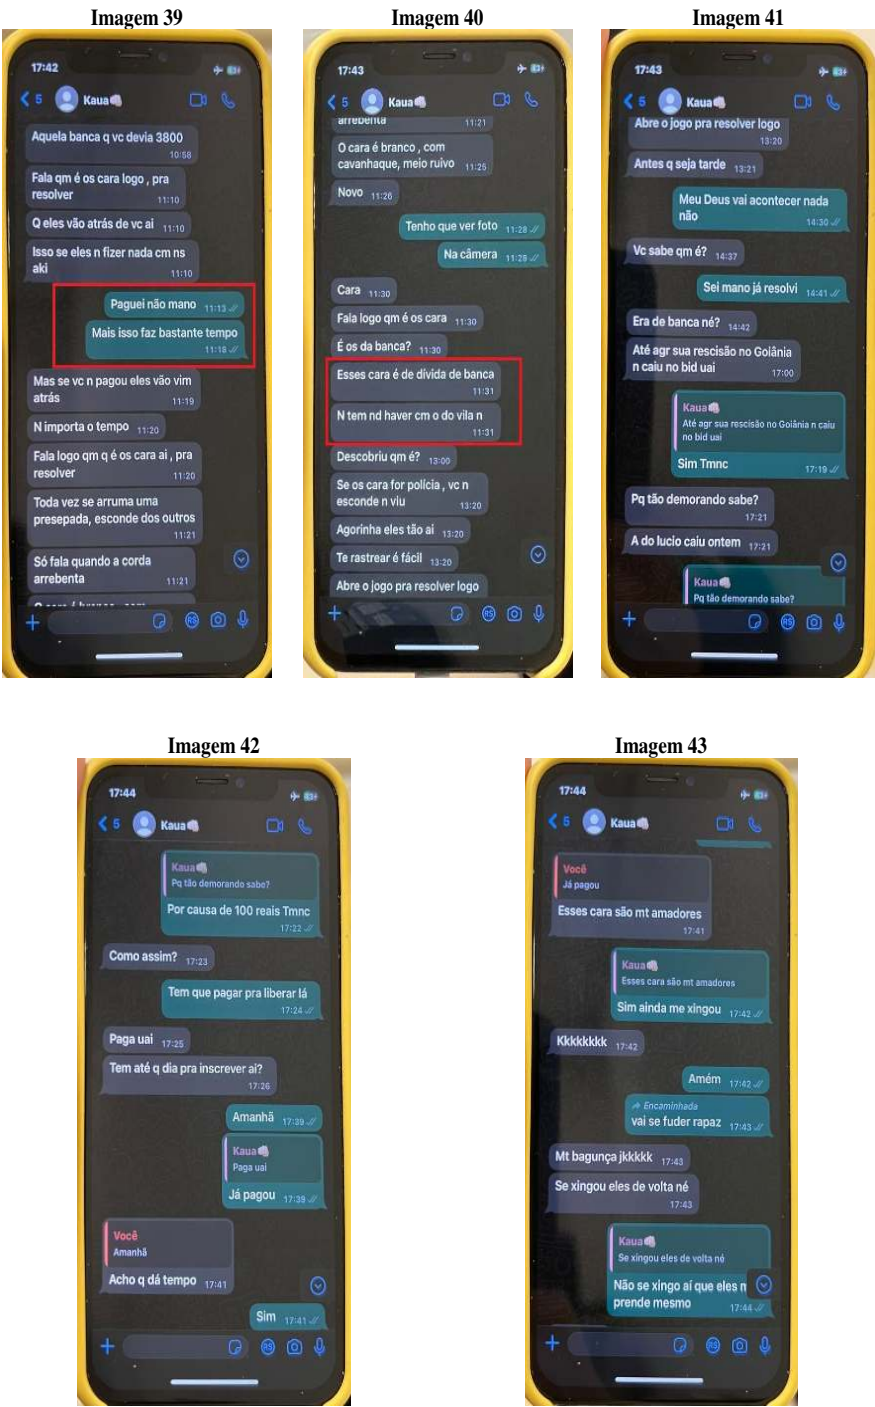 Imagem 39
17:42
5 Kaua
Aquela banca q vc devia 3800
10:58
Fala qm é os cara logo , pra
resolver 11:10
Q eles vão atrás de vc ai 11:10
Isso se eles n fizer nada cm ns
aki 11:10
Paguei não mano 11:13
Mais isso faz bastante tempo
11:18
Mas se vc n pagou eles vão vim
atrás 11:19
N importa o tempo 11:20
Fala logo qm q é os cara ai , pra
resolver 11:20
Toda vez se arruma uma
presepada, esconde dos outros
11:21
Só fala quando a corda
arrebenta 11:21
Imagem 40
17:43
5 Kaua
arrebenta 11:21
O cara é branco , com
cavanhaque, meio ruivo 11:25
Novo 11:26
Tenho que ver foto 11:28
Na câmera 11:28
Cara 11:30
Fala logo qm é os cara 11:30
É os da banca? 11:30
Esses cara é de dívida de banca
11:31
N tem nd haver cm o do vila n
11:31
Descobriu qm é? 13:00
Se os cara for polícia , vc n
esconde n viu 13:20
Agorinha eles tão ai 13:20
Te rastrear é fácil 13:20
Abre o jogo pra resolver logo
Imagem 41
17:43
5 Kaua
Abre o jogo pra resolver logo
13:20
Antes q seja tarde 13:21
Meu Deus vai acontecer nada
não 14:30
Vc sabe qm é? 14:37
Sei mano já resolvi 14:41
Era de banca né? 14:42
Até agr sua rescisão no Goiânia
n caiu no bid uai 17:00
Kaua
Até agr sua rescisão no Goiânia n caiu
no bid uai
Sim Tmnc 17:19
Pq tão demorando sabe?
17:21
A do lucio caiu ontem 17:21
Kaua
Pq tão demorando sabe?
Imagem 42
17:44
5 Kaua
Kaua
Pq tão demorando sabe?
Por causa de 100 reais Tmnc
17:22
Como assim? 17:23
Tem que pagar pra liberar lá
17:24
Paga uai 17:25
Tem até q dia pra inscrever ai?
17:26
Amanhã 17:39
Kaua
Paga uai
Já pagou 17:39
Você
Amanhã
Acho q dá tempo 17:41
Sim 17:41
Imagem 43
17:44
5 Kaua
Você
Já pagou
Esses cara são mt amadores
17:41
Kaua
Esses cara são mt amadores
Sim ainda me xingou 17:42
Kkkkkkkk 17:42
Amém 17:42
Encaminhada
vai se fuder rapaz 17:43
Mt bagunça jkkkkk 17:43
Se xingou eles de volta né
17:43
Kaua
Se xingou eles de volta né
Não se xingo aí que eles
prende mesmo 17:44